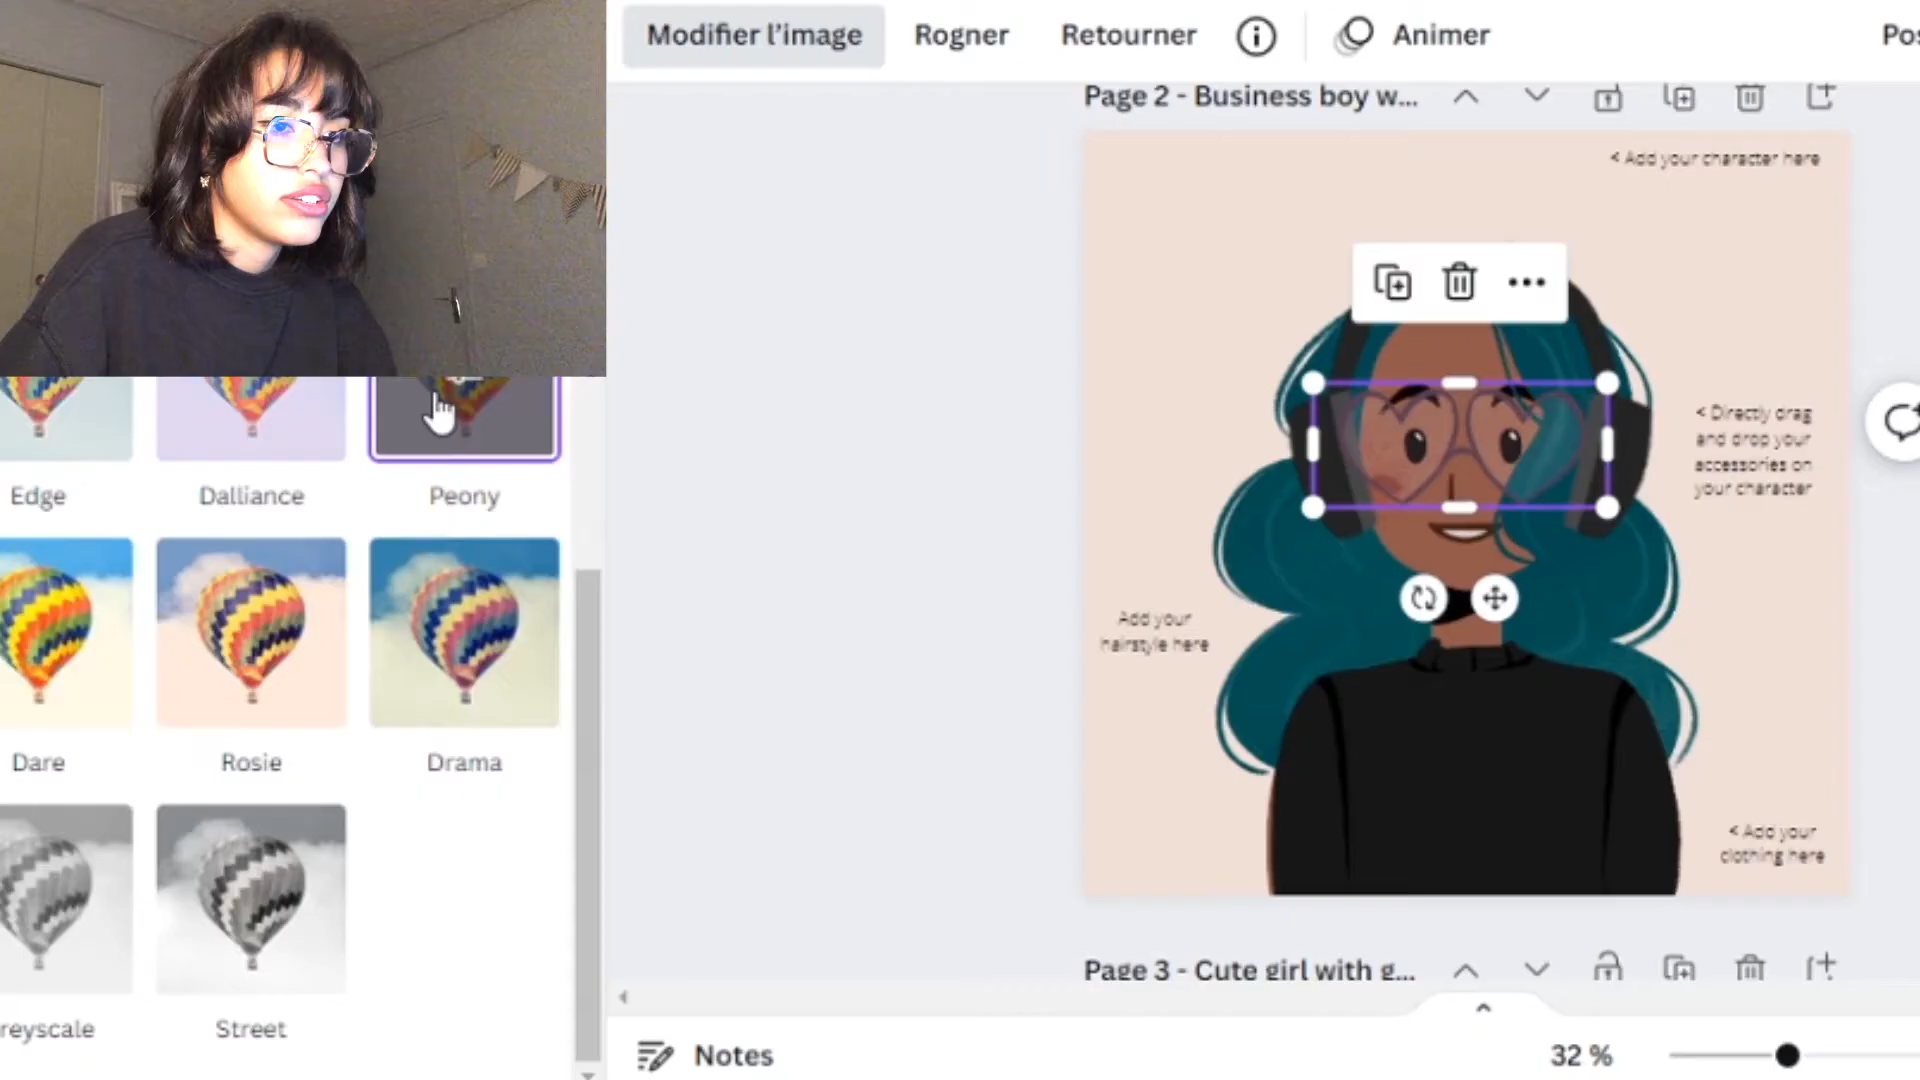 Modifier l'image
Rogner
Retourner
Animer
Page 2 - Business boy w...
< Add your character here
< Directly drag
and drop your
accessories on
your character
Add your
hairstyle here
< Add your
clothing here
Edge
Dalliance
Peony
Dare
Rosie
Drama
reyscale
Street
Page 3 - Cute girl with g...
Notes
32 %